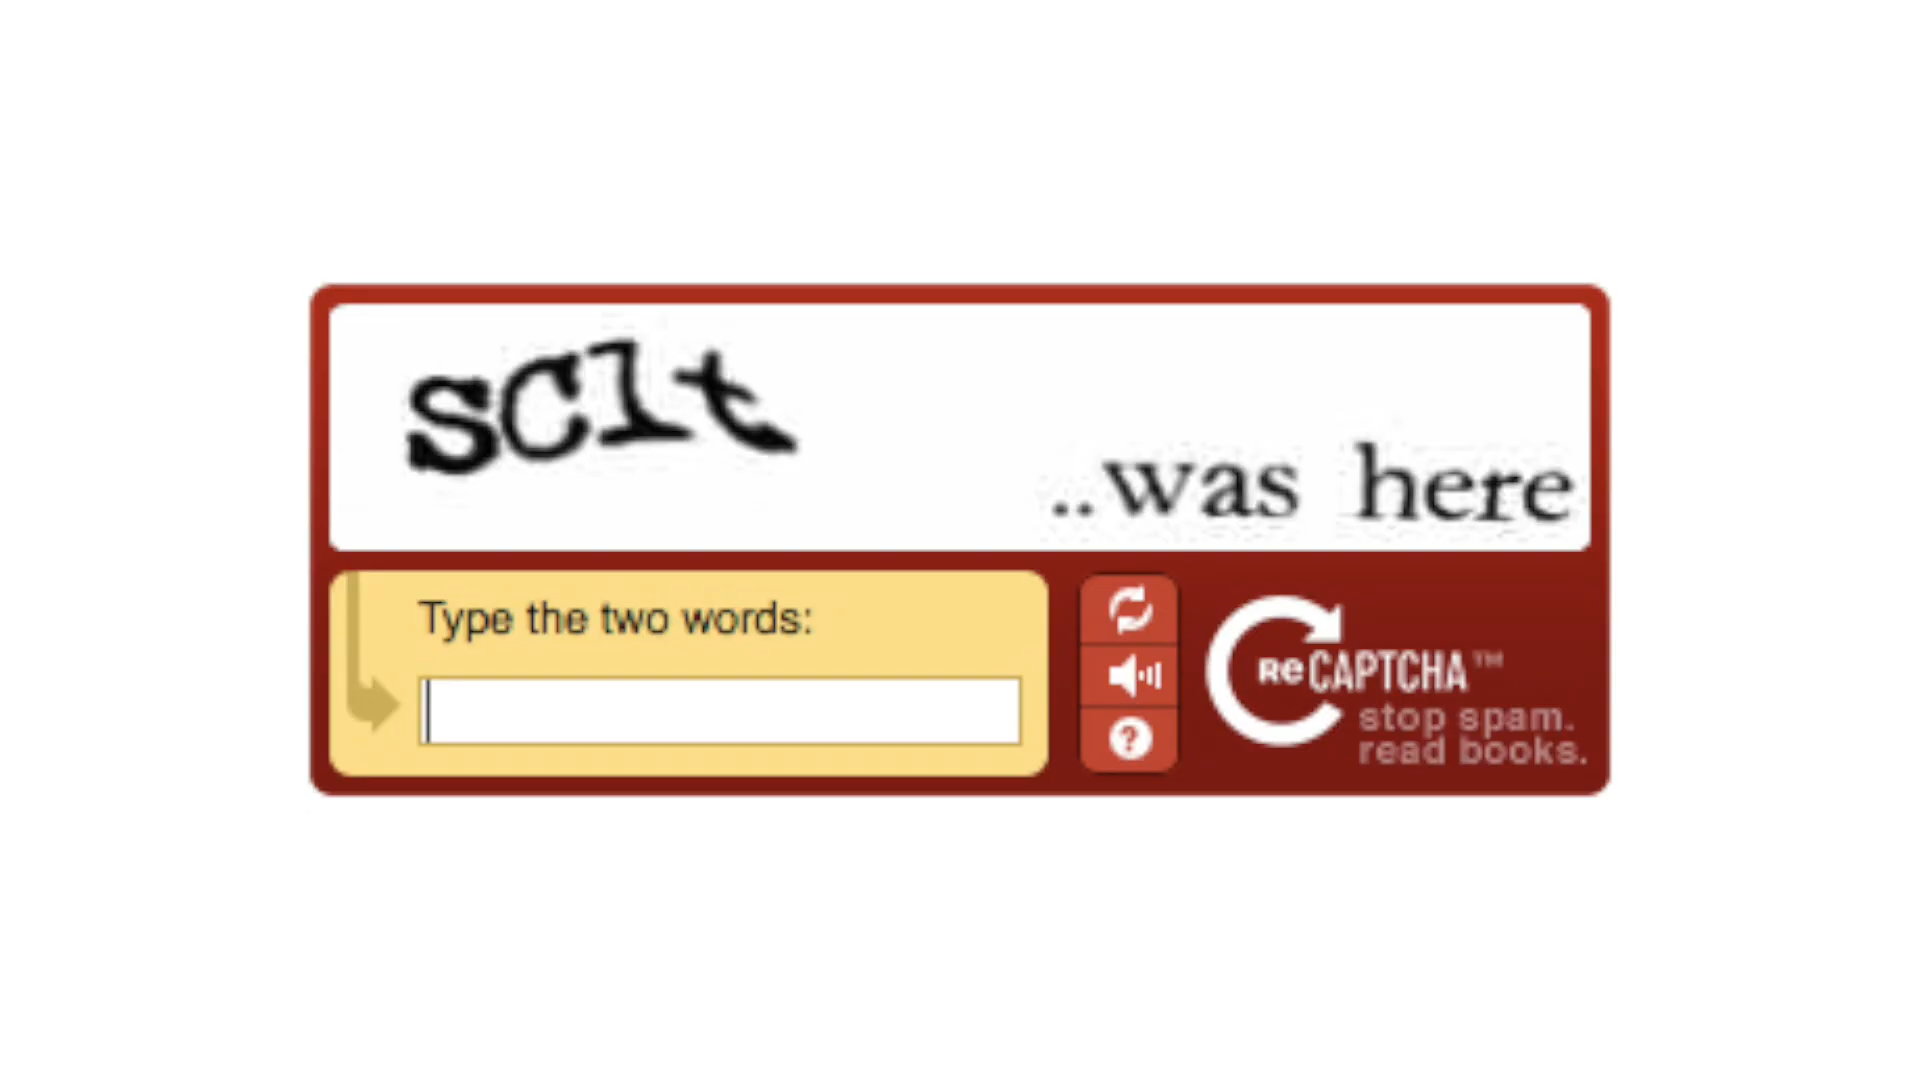 sclt ..was here
Type the two words:
reCAPTCHA™
stop spam.
read books.